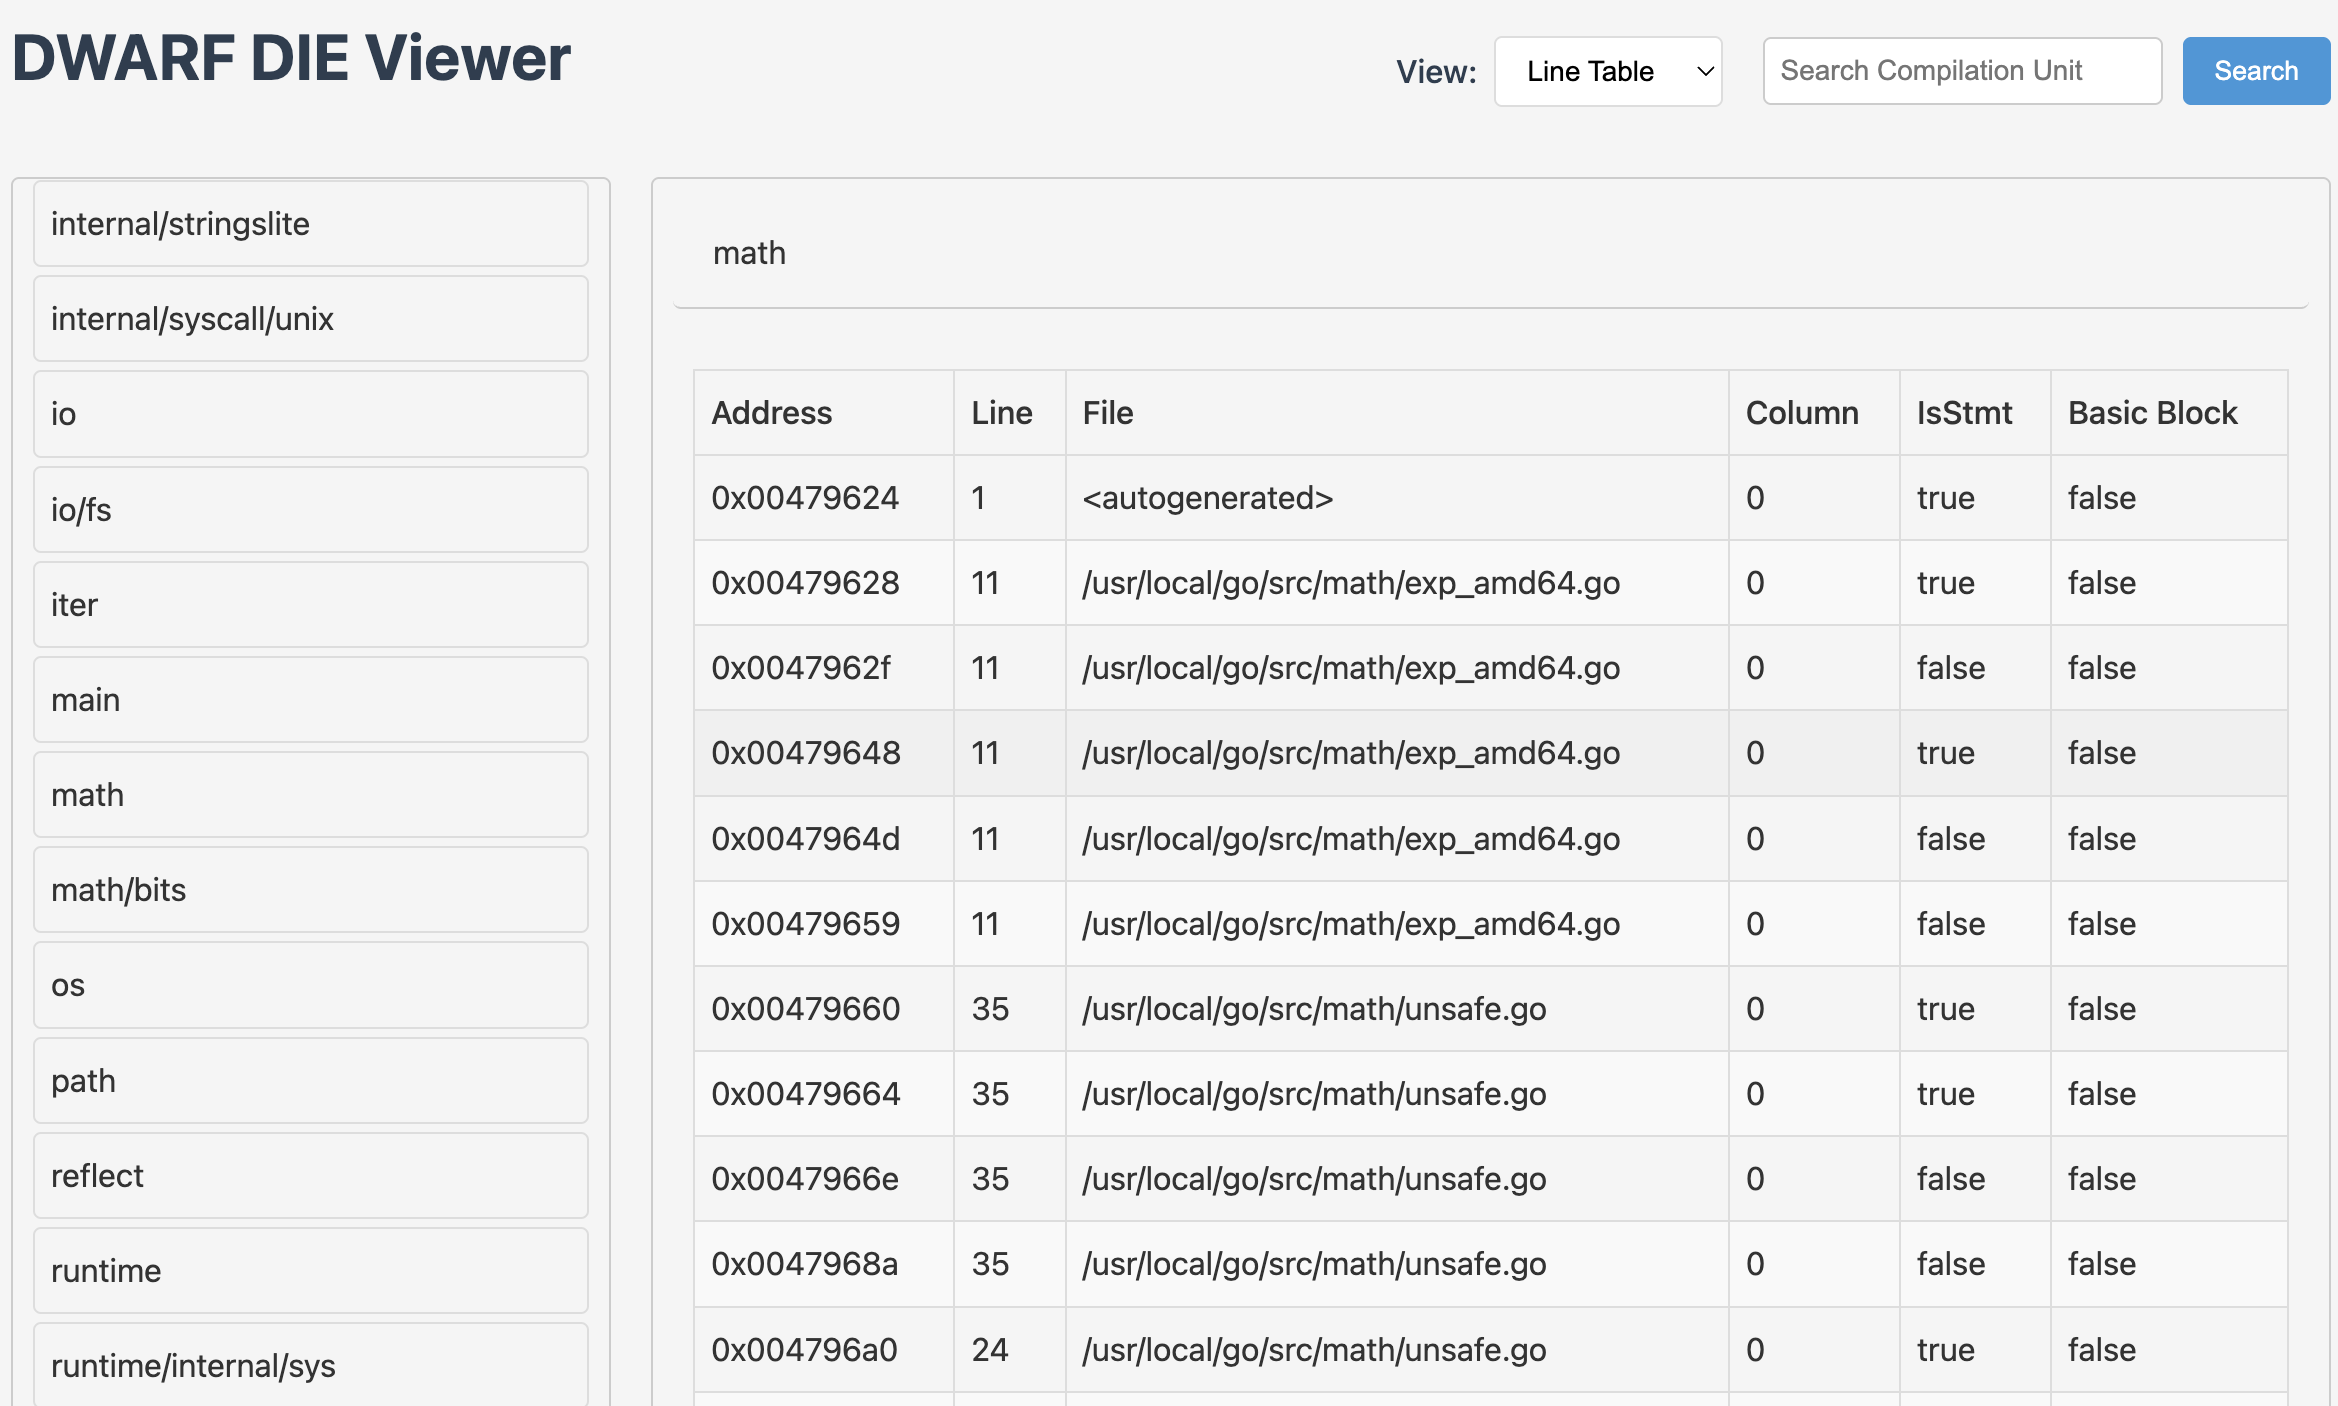 DWARF DIE Viewer
View: Line Table Search Compilation Unit Search
internal/stringslite
internal/syscall/unix
io
io/fs
iter
main
math
math/bits
os
path
reflect
runtime
runtime/internal/sys
math
Address Line File Column IsStmt Basic Block
0x00479624 1 <autogenerated> 0 true false
0x00479628 11 /usr/local/go/src/math/exp_amd64.go 0 true false
0x0047962f 11 /usr/local/go/src/math/exp_amd64.go 0 false false
0x00479648 11 /usr/local/go/src/math/exp_amd64.go 0 true false
0x0047964d 11 /usr/local/go/src/math/exp_amd64.go 0 false false
0x00479659 11 /usr/local/go/src/math/exp_amd64.go 0 false false
0x00479660 35 /usr/local/go/src/math/unsafe.go 0 true false
0x00479664 35 /usr/local/go/src/math/unsafe.go 0 true false
0x0047966e 35 /usr/local/go/src/math/unsafe.go 0 false false
0x0047968a 35 /usr/local/go/src/math/unsafe.go 0 false false
0x004796a0 24 /usr/local/go/src/math/unsafe.go 0 true false